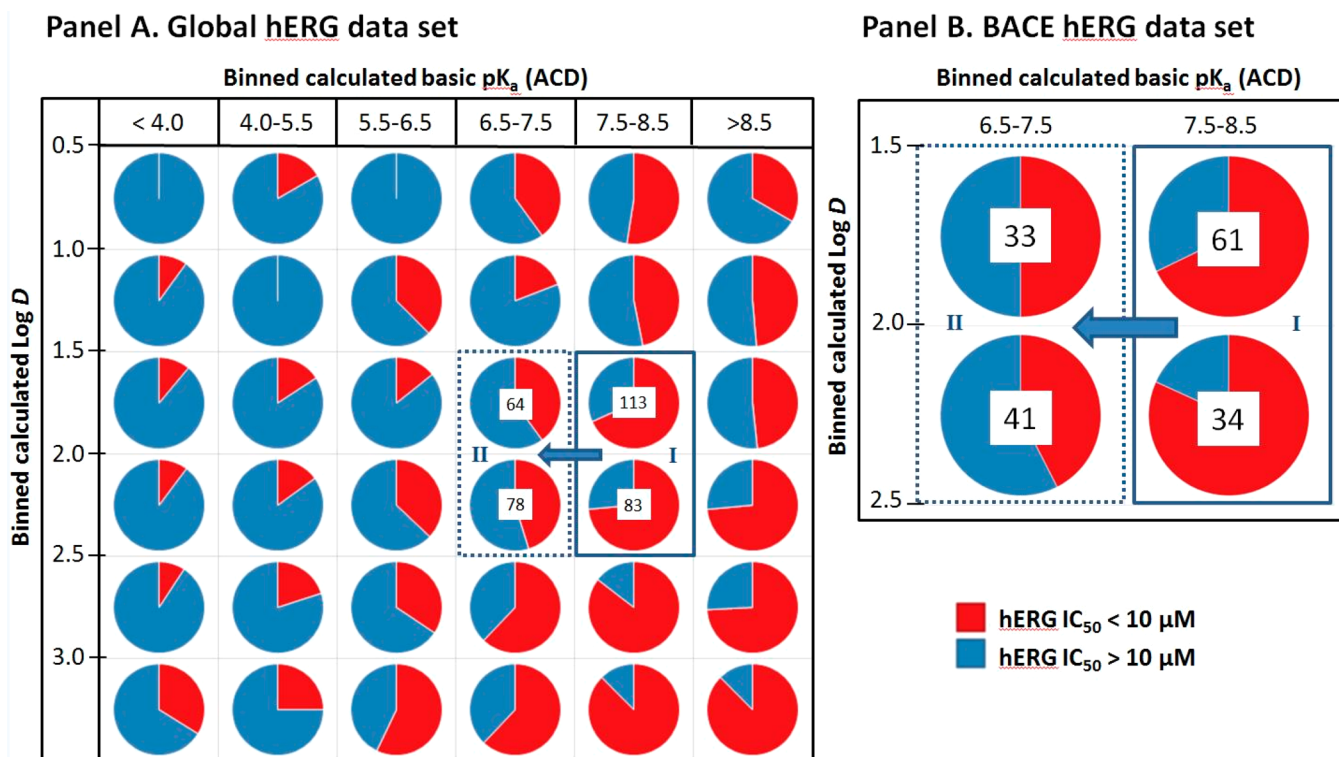 Panel A. Global hERG data set
Binned calculated basic pKa (ACD)
< 4.0 4.0-5.5 5.5-6.5 6.5-7.5 7.5-8.5 >8.5
Binned calculated Log D
0.5
1.0
1.5
64 113
2.0
II I
78 83
2.5
3.0
Panel B. BACE hERG data set
Binned calculated basic pKa (ACD)
6.5-7.5 7.5-8.5
Binned calculated Log D
1.5
33 61
2.0
II I
41 34
2.5
hERG IC50 < 10 µM
hERG IC50 > 10 µM